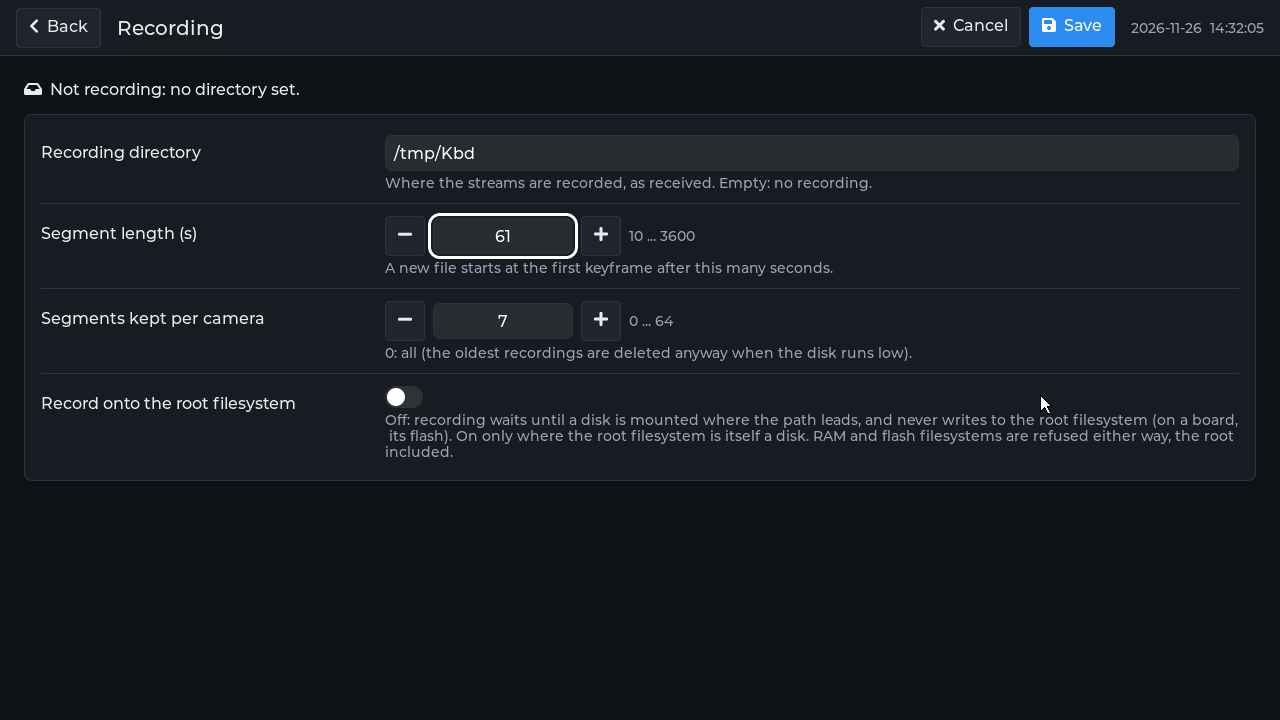 Back Recording Cancel Save 2026-11-26 14:32:05
Not recording: no directory set.
Recording directory /tmp/Kbd
Where the streams are recorded, as received. Empty: no recording.
Segment length (s) 61 10 ... 3600
A new file starts at the first keyframe after this many seconds.
Segments kept per camera 7 0 ... 64
0: all (the oldest recordings are deleted anyway when the disk runs low).
Record onto the root filesystem
Off: recording waits until a disk is mounted where the path leads, and never writes to the root filesystem (on a board,
its flash). On only where the root filesystem is itself a disk. RAM and flash filesystems are refused either way, the root
included.